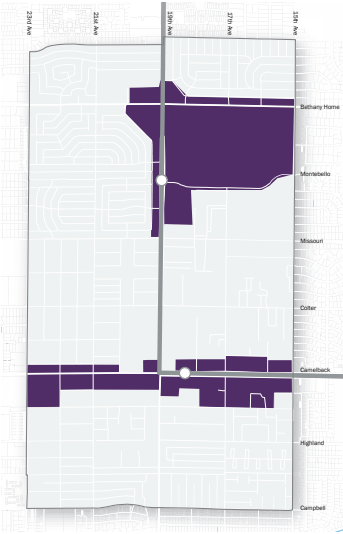 23rd Ave
21st Ave
19th Ave
17th Ave
15th Ave
Bethany Home
Montebello
Missouri
Colter
Camelback
Highland
Campbell